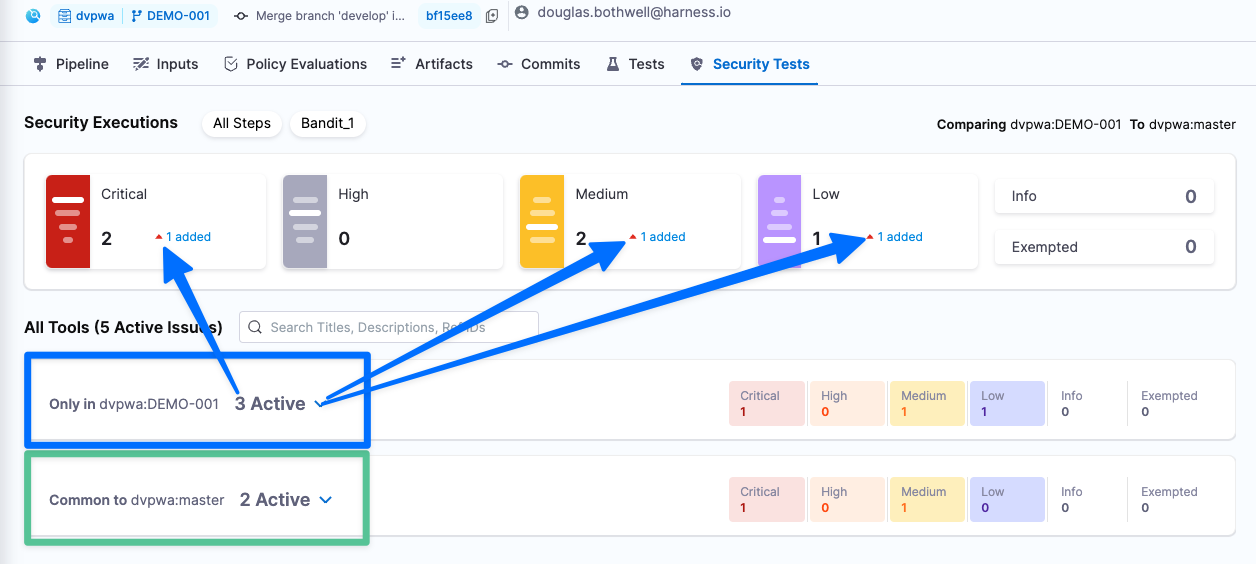 dvpwa DEMO-001 Merge branch 'develop' i... bf15ee8 douglas.bothwell@harness.io
Pipeline Inputs Policy Evaluations Artifacts Commits Tests Security Tests
Security Executions All Steps Bandit_1 Comparing dvpwa:DEMO-001 To dvpwa:master
Critical High Medium Low
Info 0
2 1 added 0 2 1 added 1 1 added
Exempted 0
All Tools (5 Active Issues) Search Titles, Descriptions, RefIDs
Critical High Medium Low Info Exempted
Only in dvpwa:DEMO-001 3 Active
1 0 1 1 0 0
Critical High Medium Low Info Exempted
Common to dvpwa:master 2 Active
1 0 1 0 0 0